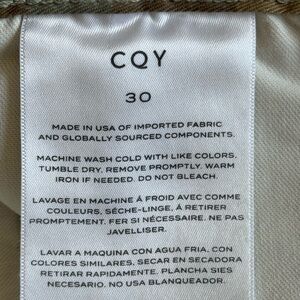 CQY
30
MADE IN USA OF IMPORTED FABRIC
AND GLOBALLY SOURCED COMPONENTS.
MACHINE WASH COLD WITH LIKE COLORS,
TUMBLE DRY. REMOVE PROMPTLY. WARM
IRON IF NEEDED. DO NOT BLEACH.
LAVAGE EN MACHINE À FROID AVEC COMME
COULEURS, SÈCHE-LINGE, À RETIRER
PROMPTEMENT. FER SI NÉCESSAIRE. NE PAS
JAVELLISER.
LAVAR A MAQUINA CON AGUA FRIA, CON
COLORES SIMILARES. SECAR EN SECADORA
RETIRAR RAPIDAMENTE. PLANCHA SIES
NECESARIO. NO USA BLANQUEADOR.